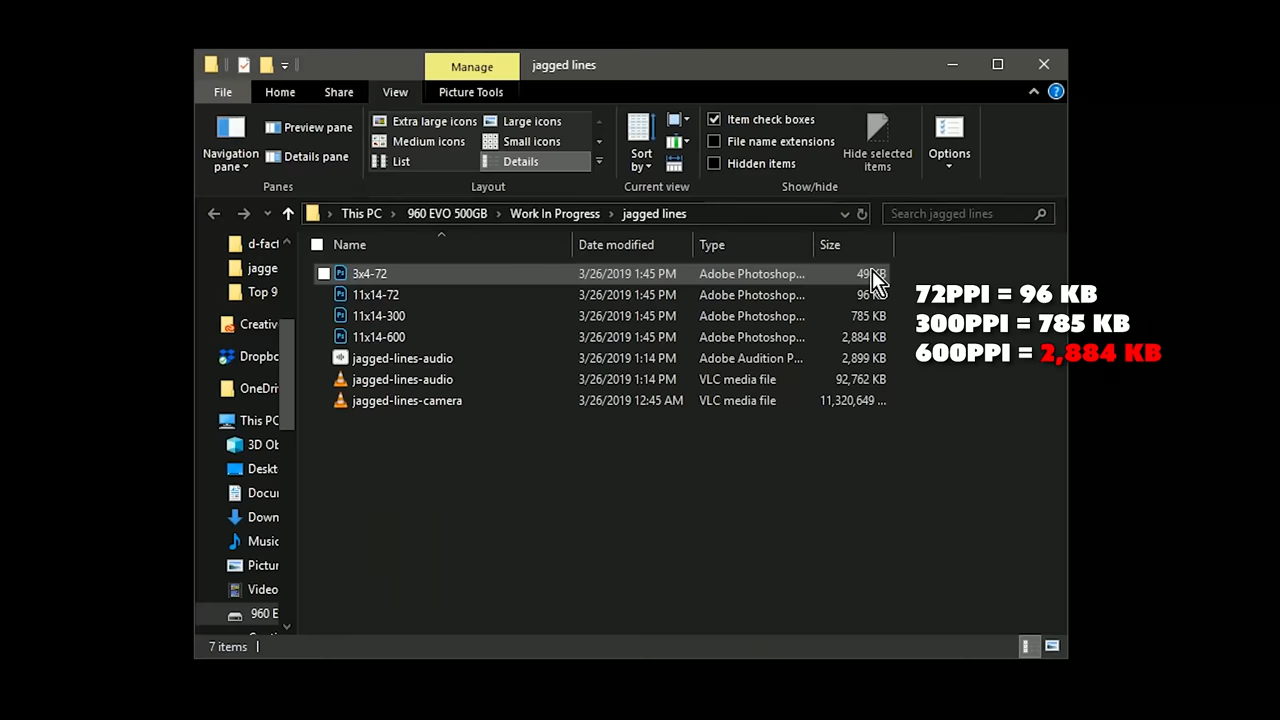 Manage
jagged lines
File
Home
Share
View
Picture Tools
Navigation pane
Preview pane
Details pane
Panes
Extra large icons
Large icons
Medium icons
Small icons
List
Details
Layout
Sort by
Current view
Item check boxes
File name extensions
Hidden items
Hide selected items
Show/hide
Options
This PC
960 EVO 500GB
Work In Progress
jagged lines
Search jagged lines
Name
Date modified
Type
Size
3x4-72 3/26/2019 1:45 PM Adobe Photoshop...
11x14-72 3/26/2019 1:45 PM Adobe Photoshop... 96 KB
11x14-300 3/26/2019 1:45 PM Adobe Photoshop... 785 KB
11x14-600 3/26/2019 1:45 PM Adobe Photoshop... 2,884 KB
jagged-lines-audio 3/26/2019 1:14 PM Adobe Audition P... 2,899 KB
jagged-lines-audio 3/26/2019 1:14 PM VLC media file 92,762 KB
jagged-lines-camera 3/26/2019 12:45 AM VLC media file 11,320,649 ...
72PPI = 96 KB
300PPI = 785 KB
600PPI = 2,884 KB
d-fact
jagge
Top 9
Creativ
Dropbo
OneDriv
This PC
3D Ob
Deskt
Docum
Down
Music
Pictur
Video
960 E
7 items